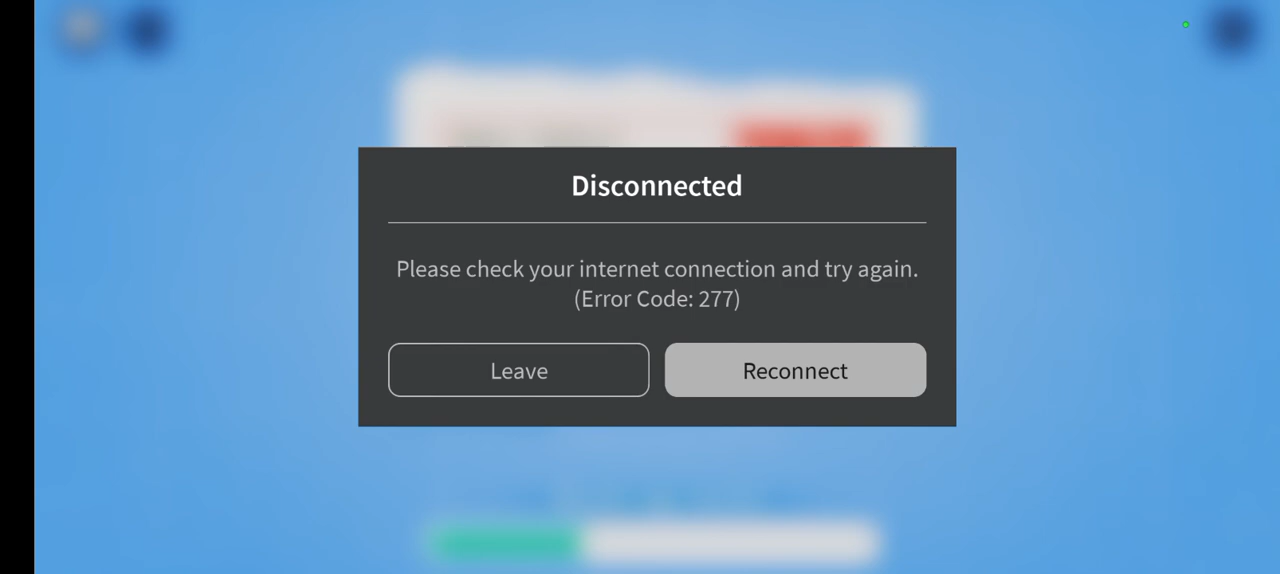 Disconnected
Please check your internet connection and try again.
(Error Code: 277)
Leave
Reconnect